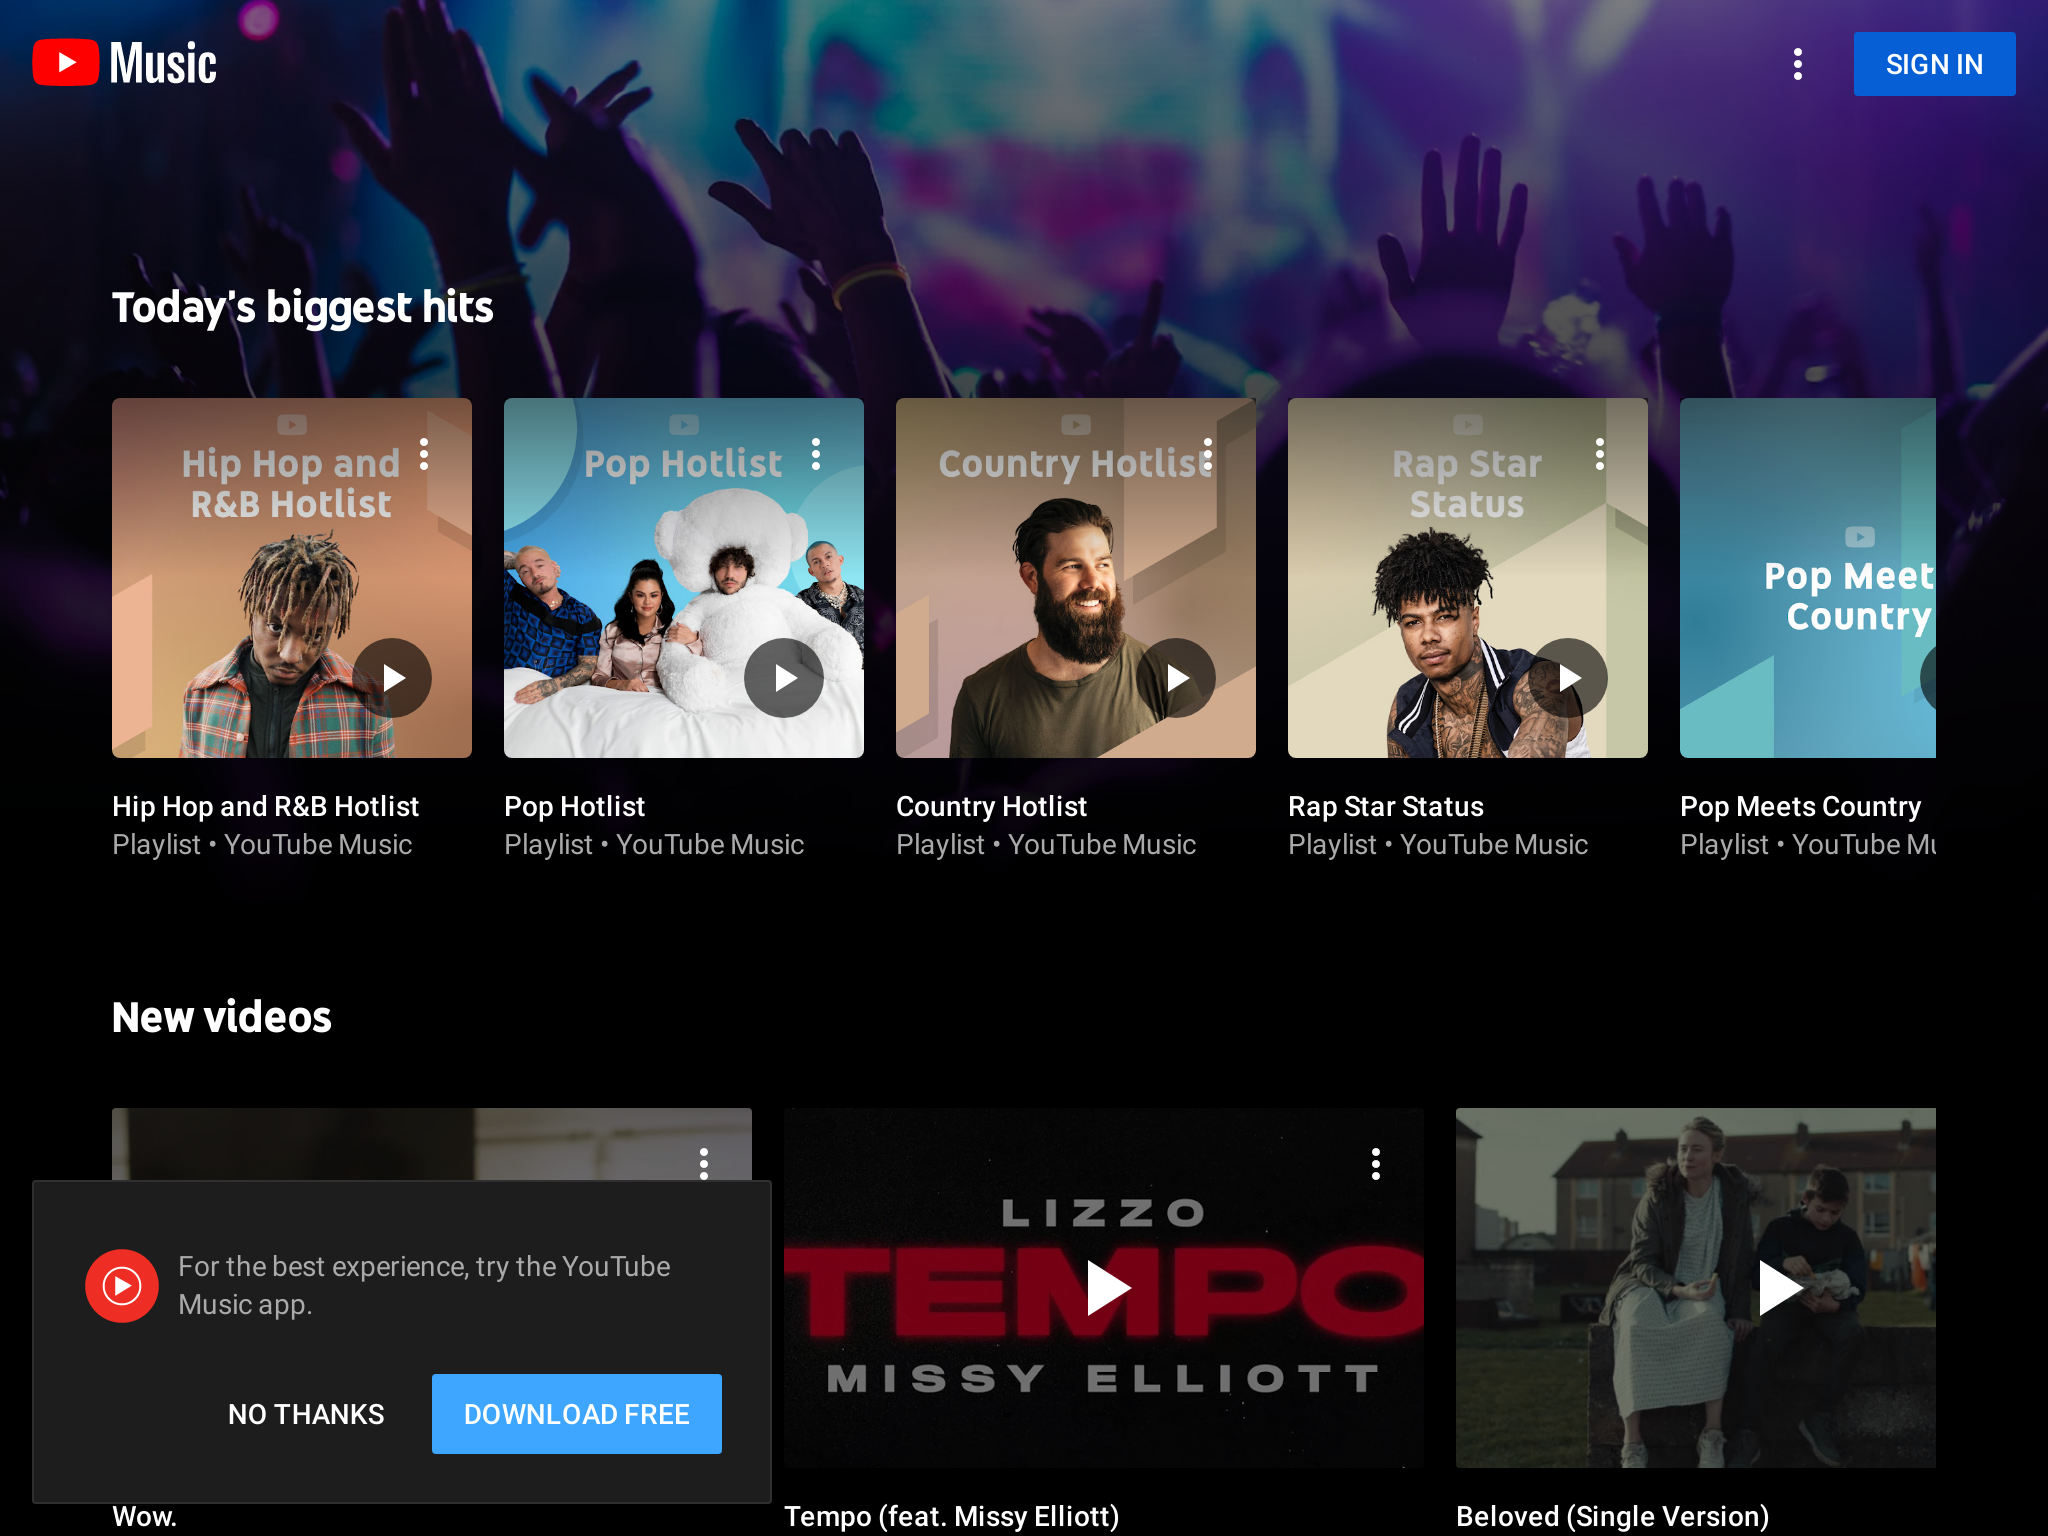 Music
SIGN IN
Today's biggest hits
Hip Hop and
R&B Hotlist
Pop Hotlist
Country Hotlist
Rap Star
Status
Pop Meet
Country
Hip Hop and R&B Hotlist
Playlist • YouTube Music
Pop Hotlist
Playlist • YouTube Music
Country Hotlist
Playlist • YouTube Music
Rap Star Status
Playlist • YouTube Music
Pop Meets Country
Playlist • YouTube Mu
New videos
LIZZO
TEMPO
MISSY ELLIOTT
For the best experience, try the YouTube
Music app.
NO THANKS
DOWNLOAD FREE
Wow.
Tempo (feat. Missy Elliott)
Beloved (Single Version)